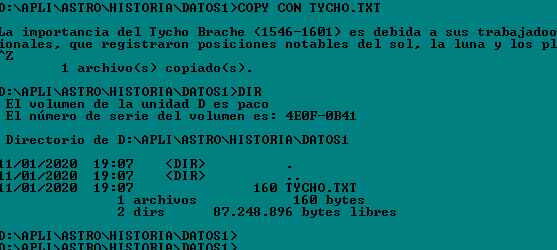 D:\APLI\ASTRO\HISTORIA\DATOS1>COPY CON TYCHO.TXT
La importancia del Tycho Brache (1546-1601) es debida a sus trabajadoo
ionales, que registraron posiciones notables del sol, la luna y los pl
^Z
1 archivo(s) copiado(s).
D:\APLI\ASTRO\HISTORIA\DATOS1>DIR
El volumen de la unidad D es paco
El número de serie del volumen es: 4E0F-0B41
Directorio de D:\APLI\ASTRO\HISTORIA\DATOS1
11/01/2020 19:07 <DIR> .
11/01/2020 19:07 <DIR> ..
11/01/2020 19:07 160 TYCHO.TXT
1 archivos 160 bytes
2 dirs 87.248.896 bytes libres
D:\APLI\ASTRO\HISTORIA\DATOS1>
D:\APLI\ASTRO\HISTORIA\DATOS1>